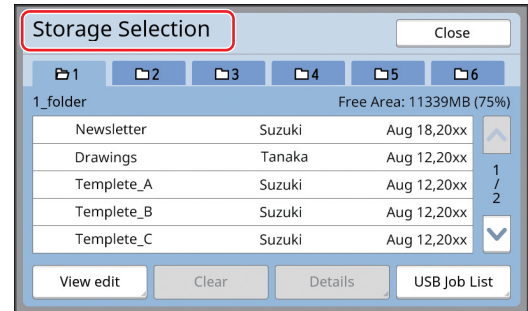 Storage Selection
Close
1 2 3 4 5 6
1_folder Free Area: 11339MB (75%)
Newsletter Suzuki Aug 18,20xx
Drawings Tanaka Aug 12,20xx
Templete_A Suzuki Aug 12,20xx
Templete_B Suzuki Aug 12,20xx
Templete_C Suzuki Aug 12,20xx
1
/
2
View edit Clear Details USB Job List